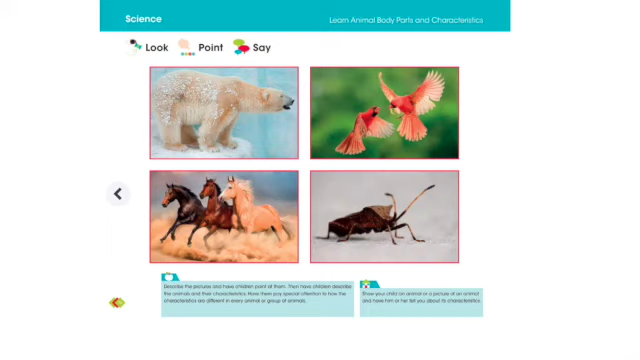 Science
Learn Animal Body Parts and Characteristics
Look Point Say
Describe the pictures and have children point at them. Then have children describe
the animals and their characteristics. Have them pay special attention to how the
characteristics are different in every animal or group of animals.
Show your child an animal or a picture of an animal
and have him or her tell you about its characteristics.